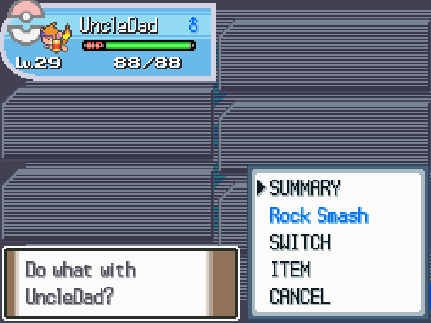 UncleDad ♂
HP
Lv.29 88/88
SUMMARY
Rock Smash
SWITCH
ITEM
CANCEL
Do what with
UncleDad?